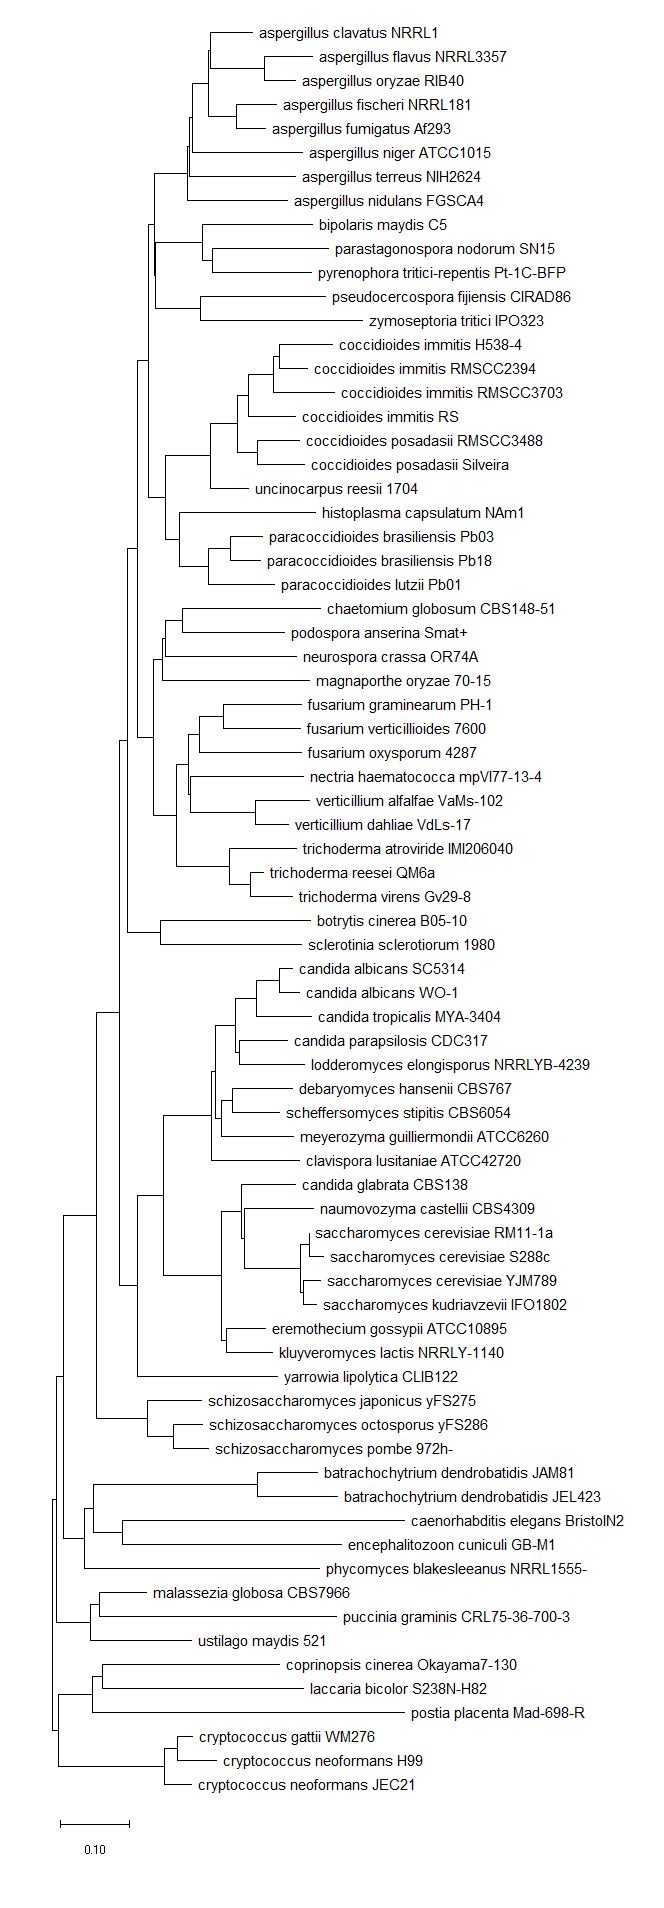 aspergillus clavatus NRRL1
aspergillus flavus NRRL3357
aspergillus oryzae RIB40
aspergillus fischeri NRRL181
aspergillus fumigatus Af293
aspergillus niger ATCC1015
aspergillus terreus NIH2624
aspergillus nidulans FGSCA4
bipolaris maydis C5
parastagonospora nodorum SN15
pyrenophora tritici-repentis Pt-1C-BFP
pseudocercospora fijiensis CIRAD86
zymoseptoria tritici IPO323
coccidioides immitis H538-4
coccidioides immitis RMSCC2394
coccidioides immitis RMSCC3703
coccidioides immitis RS
coccidioides posadasii RMSCC3488
coccidioides posadasii Silveira
uncinocarpus reesii 1704
histoplasma capsulatum NAm1
paracoccidioides brasiliensis Pb03
paracoccidioides brasiliensis Pb18
paracoccidioides lutzii Pb01
chaetomium globosum CBS148-51
podospora anserina Smat+
neurospora crassa OR74A
magnaporthe oryzae 70-15
fusarium graminearum PH-1
fusarium verticillioides 7600
fusarium oxysporum 4287
nectria haematococca mpVI77-13-4
verticillium alfalfae VaMs-102
verticillium dahliae VdLs-17
trichoderma atroviride IMI206040
trichoderma reesei QM6a
trichoderma virens Gv29-8
botrytis cinerea B05-10
sclerotinia sclerotiorum 1980
candida albicans SC5314
candida albicans WO-1
candida tropicalis MYA-3404
candida parapsilosis CDC317
lodderomyces elongisporus NRRLYB-4239
debaryomyces hansenii CBS767
scheffersomyces stipitis CBS6054
meyerozyma guilliermondii ATCC6260
clavispora lusitaniae ATCC42720
candida glabrata CBS138
naumovozyma castellii CBS4309
saccharomyces cerevisiae RM11-1a
saccharomyces cerevisiae S288c
saccharomyces cerevisiae YJM789
saccharomyces kudriavzevii IFO1802
eremothecium gossypii ATCC10895
kluyveromyces lactis NRRLY-1140
yarrowia lipolytica CLIB122
schizosaccharomyces japonicus yFS275
schizosaccharomyces octosporus yFS286
schizosaccharomyces pombe 972h-
batrachochytrium dendrobatidis JAM81
batrachochytrium dendrobatidis JEL423
caenorhabditis elegans BristolN2
encephalitozoon cuniculi GB-M1
phycomyces blakesleeanus NRRL1555-
malassezia globosa CBS7966
puccinia graminis CRL75-36-700-3
ustilago maydis 521
coprinopsis cinerea Okayama7-130
laccaria bicolor S238N-H82
postia placenta Mad-698-R
cryptococcus gattii WM276
cryptococcus neoformans H99
cryptococcus neoformans JEC21
0.10